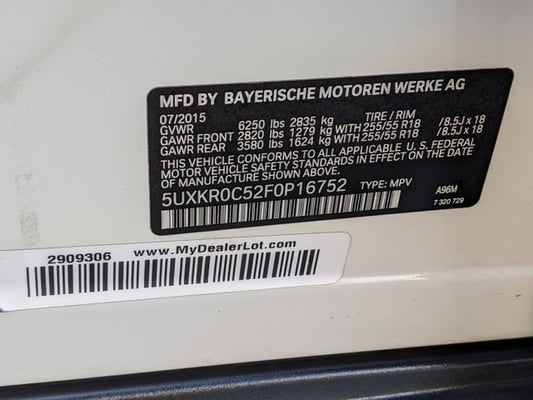 MFD BY BAYERISCHE MOTOREN WERKE AG
07/2015 TIRE / RIM
GVWR 6250 lbs 2835 kg
GAWR FRONT 2820 lbs 1279 kg WITH 255/55 R18 /8.5J x 18
GAWR REAR 3580 lbs 1624 kg WITH 255/55 R18 /8.5J x 18
THIS VEHICLE CONFORMS TO ALL APPLICABLE U.S. FEDERAL
MOTOR VEHICLE SAFETY STANDARDS IN EFFECT ON THE DATE
OF MANUFACTURE SHOWN ABOVE.
5UXKR0C52F0P16752 TYPE: MPV A96M
7 320 729
2909306 www.MyDealerLot.com